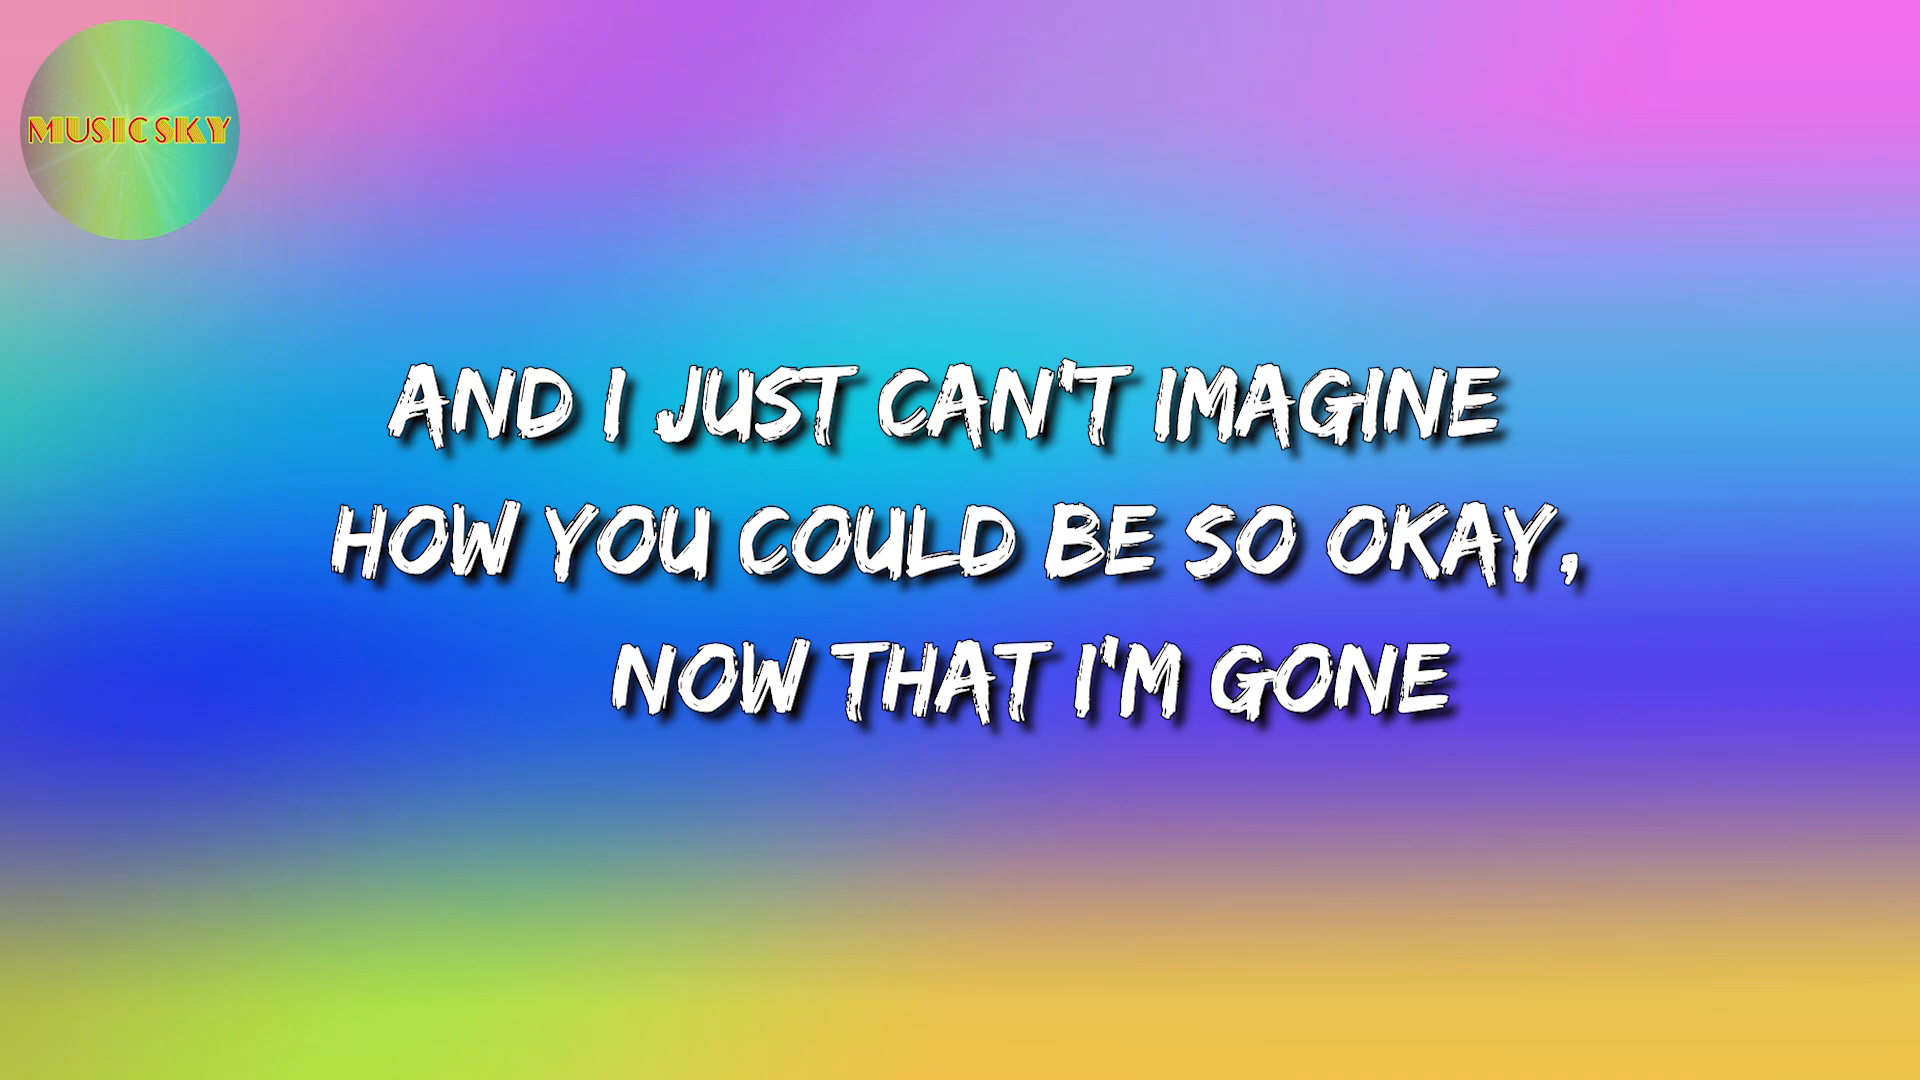 MUSIC SKY
AND I JUST CAN'T IMAGINE
HOW YOU COULD BE SO OKAY,
NOW THAT I'M GONE